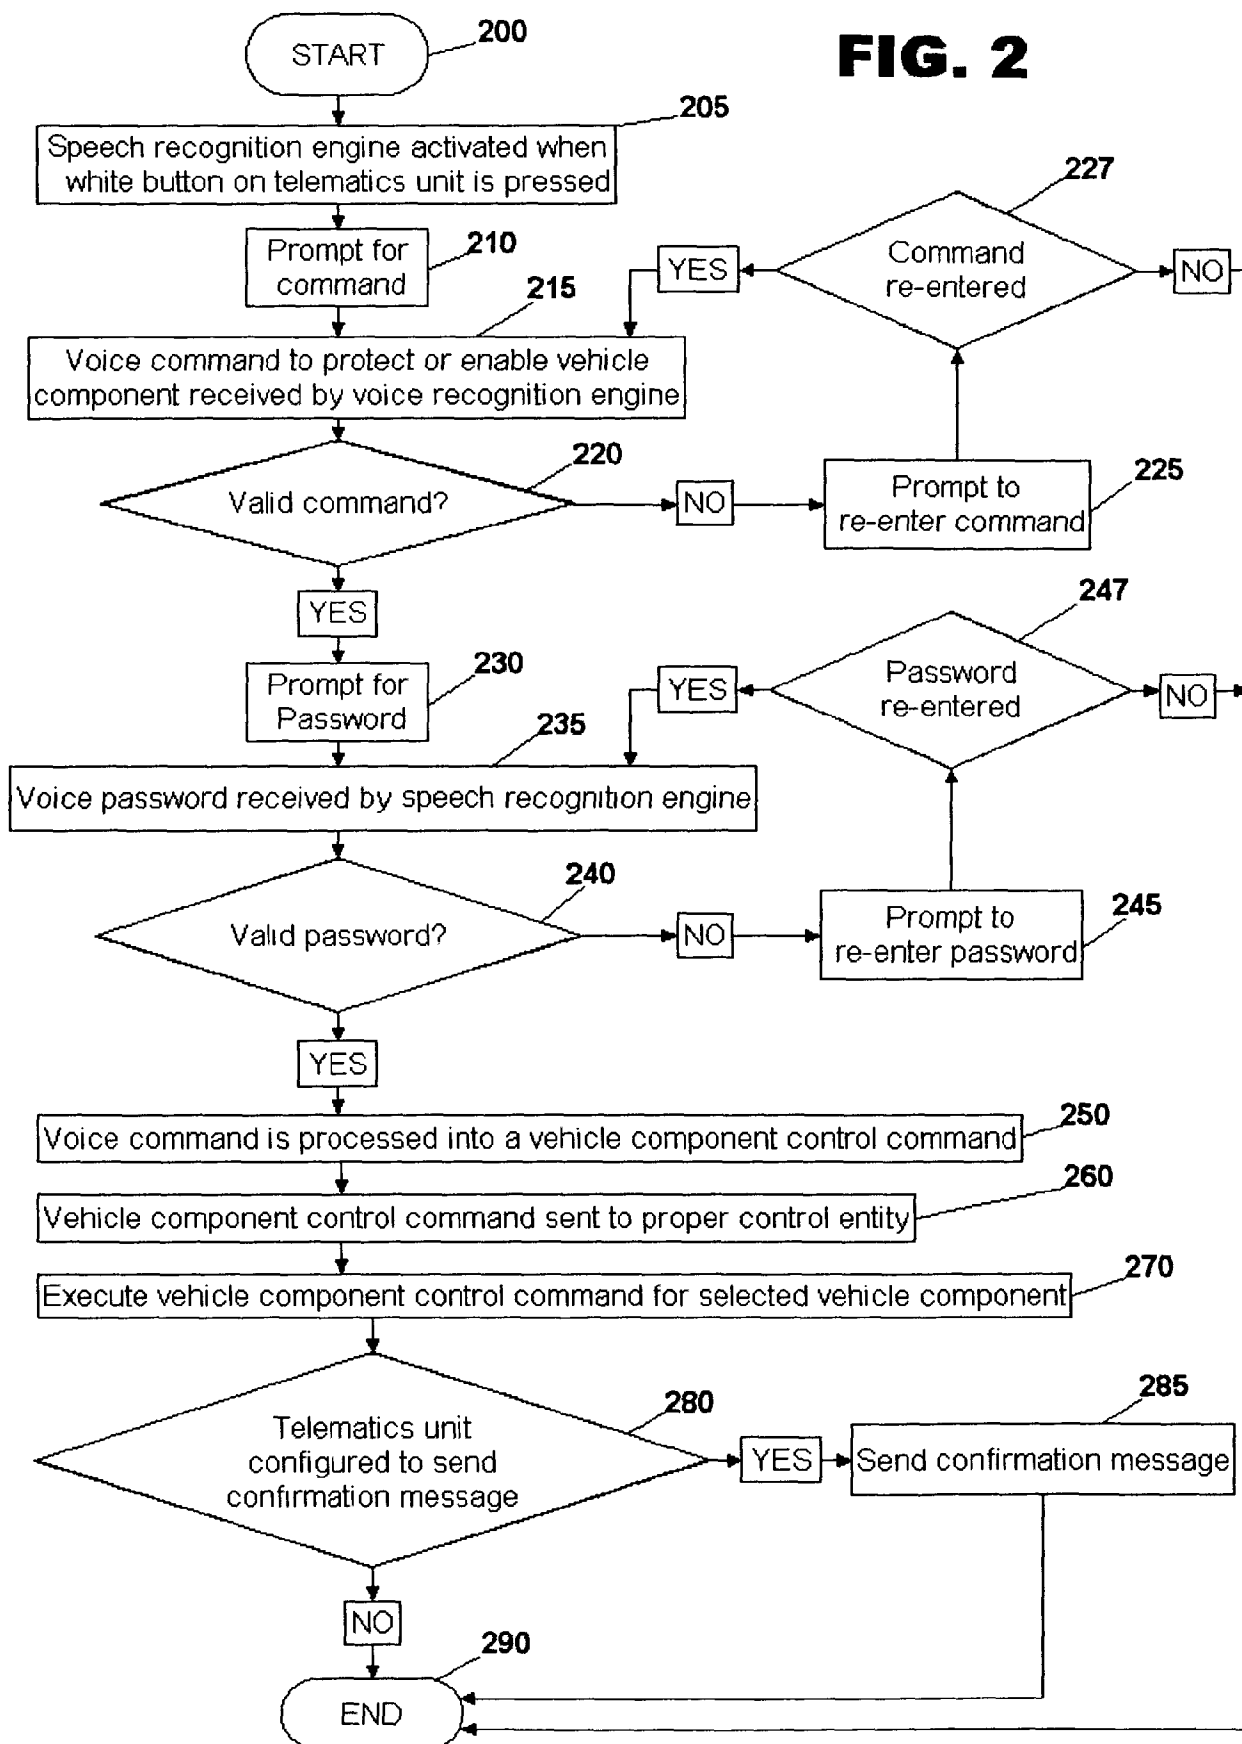 FIG. 2
START
200
205
Speech recognition engine activated when
white button on telematics unit is pressed
Prompt for
command
210
215
Voice command to protect or enable vehicle
component received by voice recognition engine
227
Command
re-entered
YES
NO
Valid command?
220
NO
Prompt to
re-enter command
225
YES
Prompt for
Password
230
235
Voice password received by speech recognition engine
247
Password
re-entered
YES
NO
Valid password?
240
NO
Prompt to
re-enter password
245
YES
Voice command is processed into a vehicle component control command
250
Vehicle component control command sent to proper control entity
260
Execute vehicle component control command for selected vehicle component
270
Telematics unit
configured to send
confirmation message
280
YES
Send confirmation message
285
NO
290
END